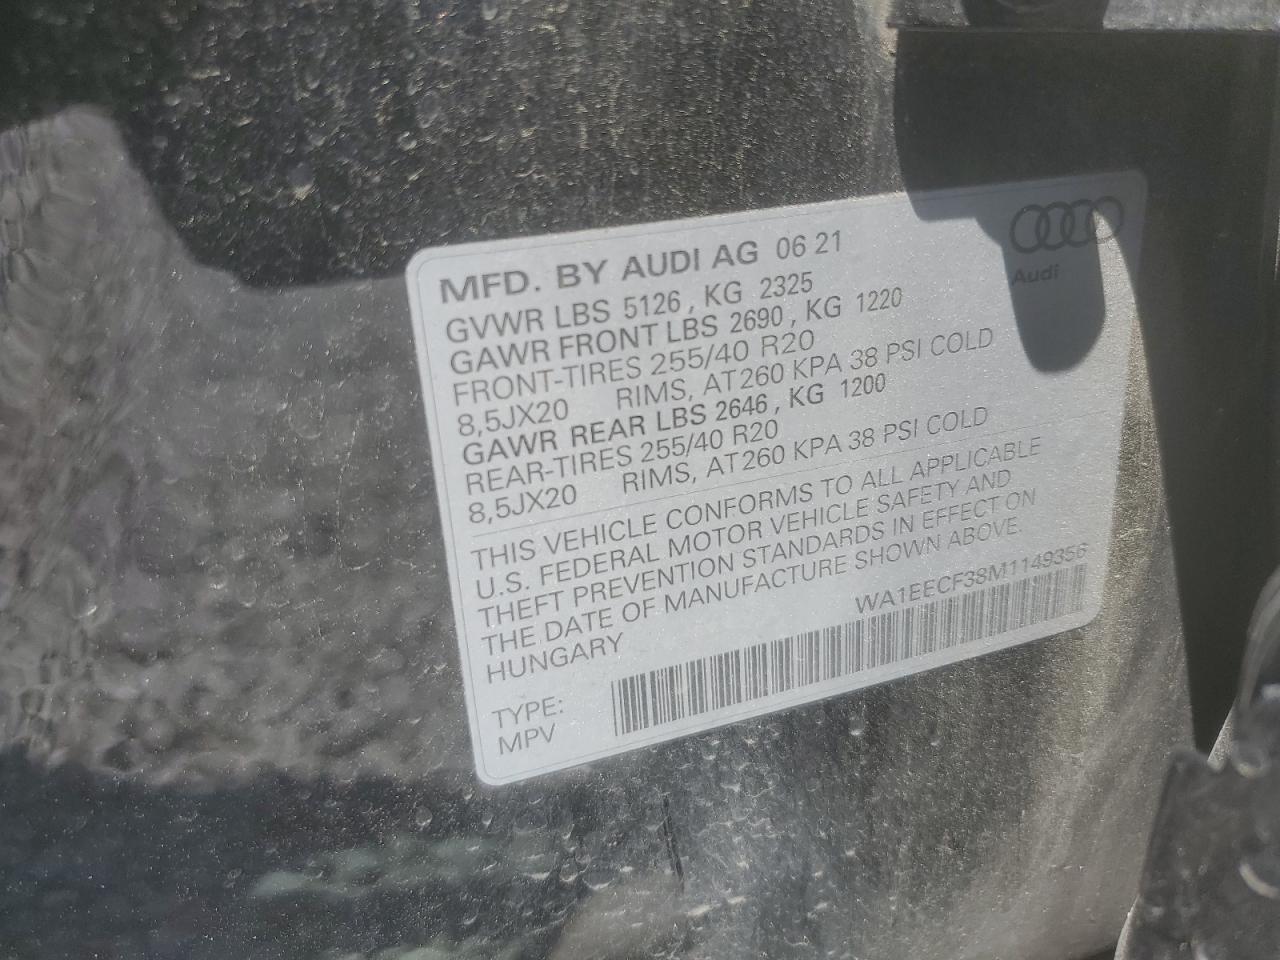 MFD. BY AUDI AG 06 21
Audi
GVWR LBS 5126, KG 2325
GAWR FRONT LBS 2690, KG 1220
FRONT-TIRES 255/40 R20
8,5JX20 RIMS, AT260 KPA 38 PSI COLD
GAWR REAR LBS 2646, KG 1200
REAR-TIRES 255/40 R20
8,5JX20 RIMS, AT260 KPA 38 PSI COLD
THIS VEHICLE CONFORMS TO ALL APPLICABLE
U.S. FEDERAL MOTOR VEHICLE SAFETY AND
THEFT PREVENTION STANDARDS IN EFFECT ON
THE DATE OF MANUFACTURE SHOWN ABOVE.
HUNGARY
WA1EECF38M1149356
TYPE:
MPV